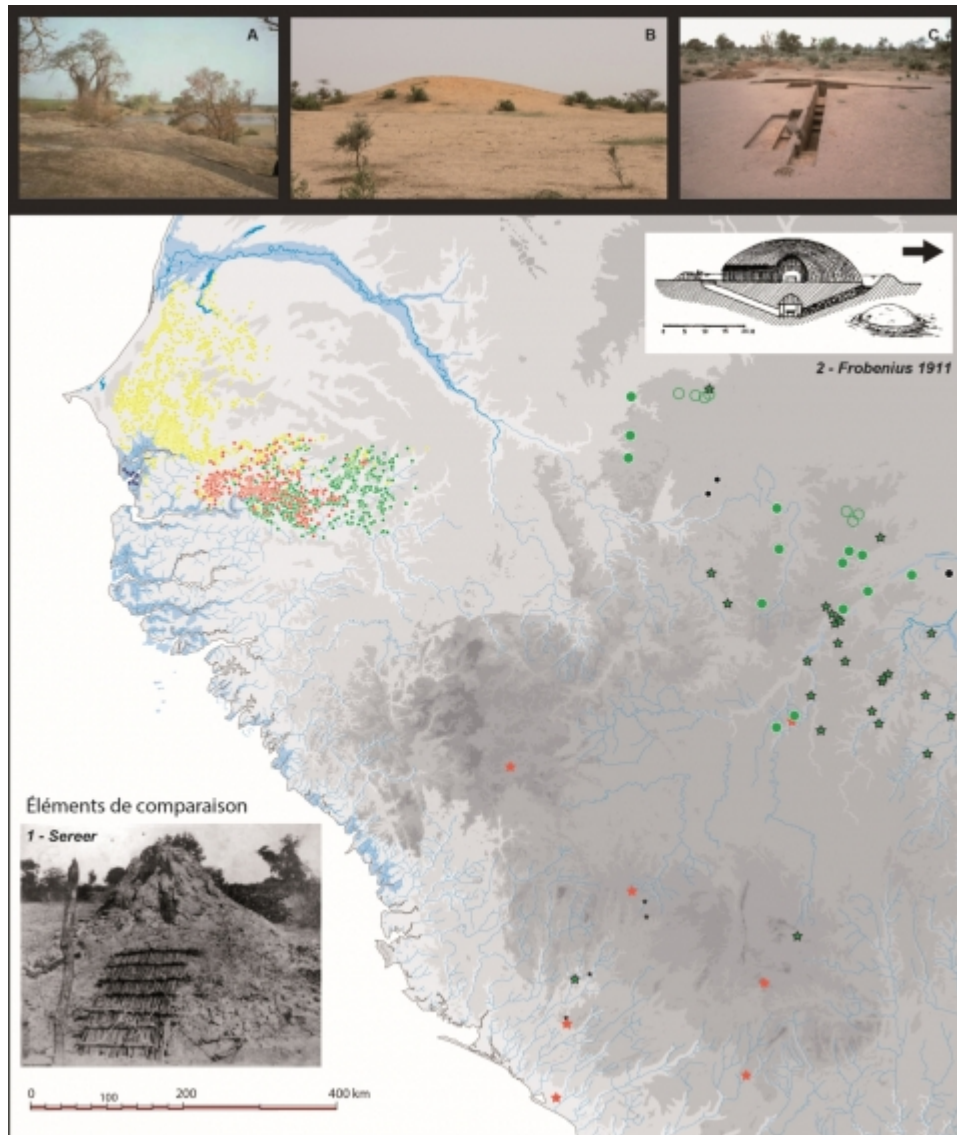 A
B
C
2 - Frobenius 1911
Éléments de comparaison
1 - Sereer
0 100 200 400 km